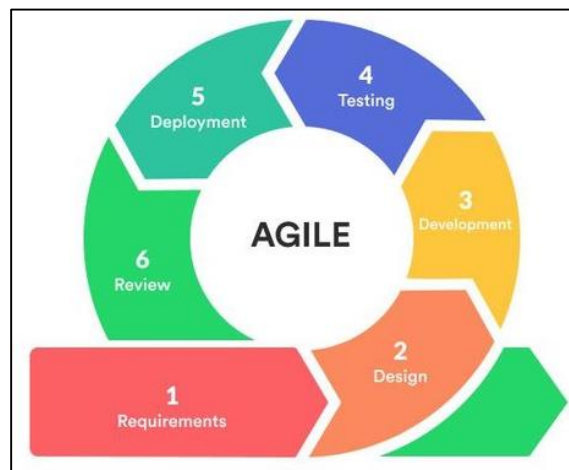 AGILE
1
Requirements
2
Design
3
Development
4
Testing
5
Deployment
6
Review